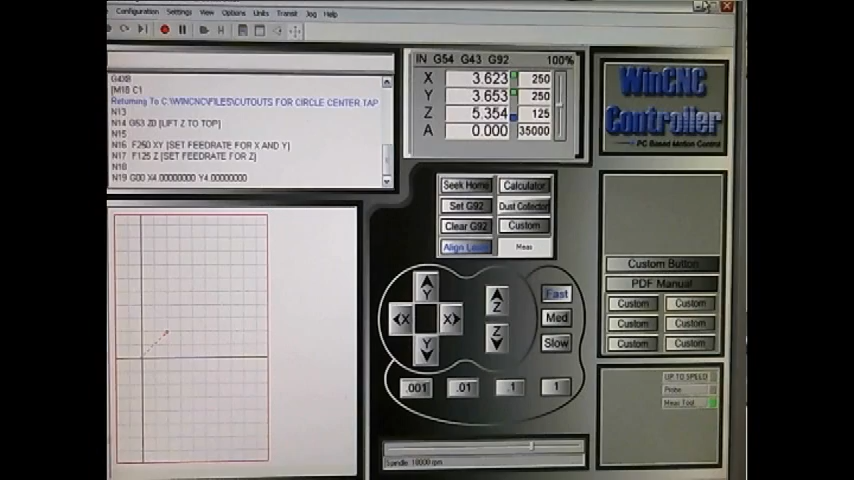 Configuration Settings View Options Units Transit Jog Help
G43B
[M18 C1
Returning To C:\WINCNC\FILES\CUTOUTS FOR CIRCLE CENTER.TAP
N13
N14 G53 Z0 [LIFT Z TO TOP]
N15
N16 F250 XY [SET FEEDRATE FOR X AND Y]
N17 F125 Z [SET FEEDRATE FOR Z]
N18
N19 G00 X4.00000000 Y4.00000000
IN G54 G43 G92 100%
X 3.623 250
Y 3.653 250
Z 5.354 125
A 0.000 35000
WinCNC
Controller
PC Based Motion Control
Seek Home Calculator
Set G92 Dust Collector
Clear G92 Custom
Align Laser Meas
Y
X X
Y
Z
Z
Fast
Med
Slow
.001 .01 .1 1
Custom Button
PDF Manual
Custom Custom
Custom Custom
Custom Custom
UP TO SPEED
Probe
Meas Tool
Spindle: 18000 rpm